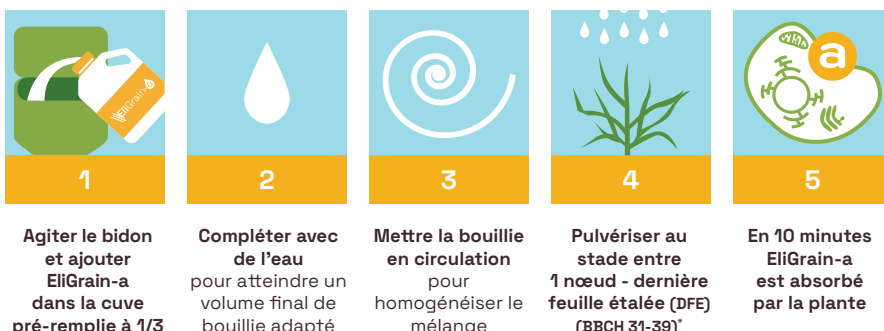 EliGrain-a
a
1
2
3
4
5
Agiter le bidon
et ajouter
EliGrain-a
dans la cuve
pré-remplie à 1/3
Compléter avec
de l'eau
pour atteindre un
volume final de
bouillie adapté
Mettre la bouillie
en circulation
pour
homogénéiser le
mélange
Pulvériser au
stade entre
1 nœud - dernière
feuille étalée (DFE)
(BBCH 31-39)*
En 10 minutes
EliGrain-a
est absorbé
par la plante